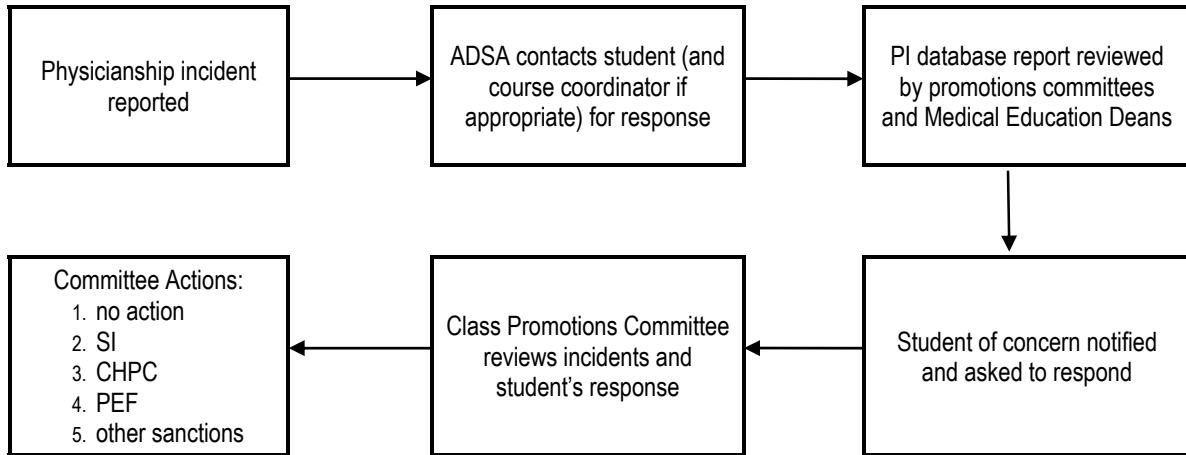 Physicianship incident
reported
ADSA contacts student (and
course coordinator if
appropriate) for response
PI database report reviewed
by promotions committees
and Medical Education Deans
Student of concern notified
and asked to respond
Class Promotions Committee
reviews incidents and
student's response
Committee Actions:
1. no action
2. SI
3. CHPC
4. PEF
5. other sanctions